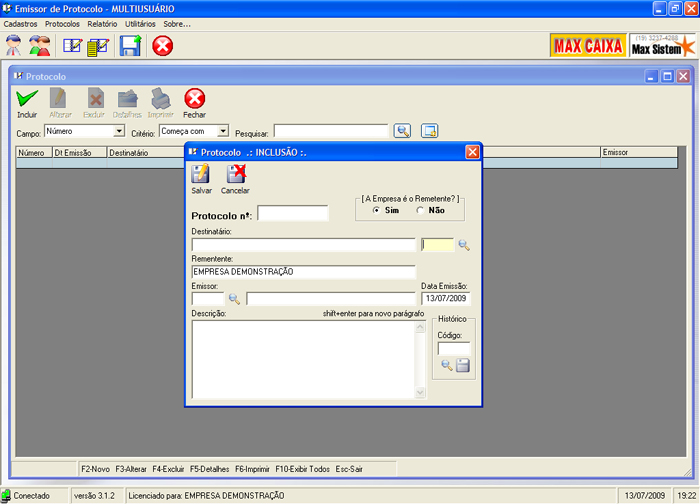 Emissor de Protocolo - MULTIUSUÁRIO
Cadastros Protocolos Relatório Utilitários Sobre...
MAX CAIXA
(19) 3237-4268
Max Sistem
Protocolo
Incluir Alterar Excluir Detalhes Imprimir Fechar
Campo: Número Critério: Começa com Pesquisar:
Número Dt Emissão Destinatário Emissor
Protocolo .: INCLUSÃO :.
Salvar Cancelar
[ A Empresa é o Remetente? ]
Sim Não
Protocolo nº:
Destinatário:
Rementente:
EMPRESA DEMONSTRAÇÃO
Emissor: Data Emissão:
13/07/2009
Descrição: shift+enter para novo parágrafo
Histórico
Código:
F2-Novo F3-Alterar F4-Excluir F5-Detalhes F6-Imprimir F10-Exibir Todos Esc-Sair
Conectado versão 3.1.2 Licenciado para: EMPRESA DEMONSTRAÇÃO 13/07/2009 19:22